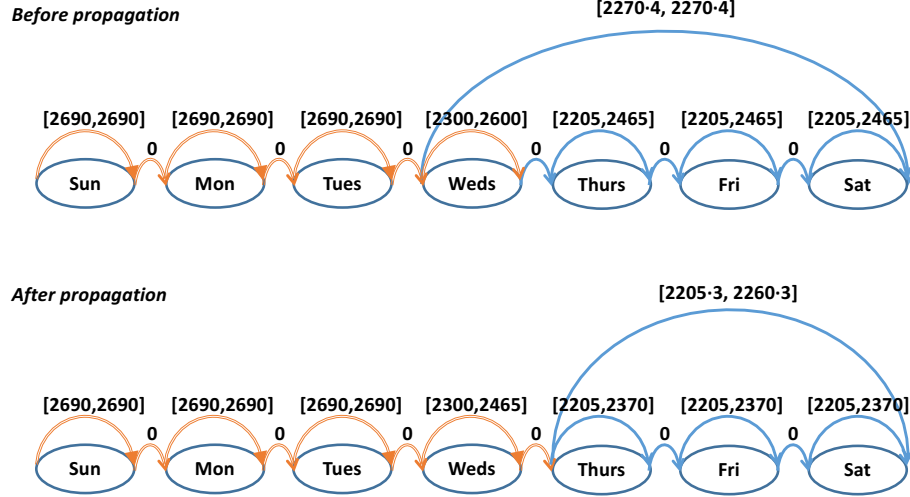 Before propagation
[2270·4, 2270·4]
[2690,2690] [2690,2690] [2690,2690] [2300,2600] [2205,2465] [2205,2465] [2205,2465]
0 0 0 0 0 0
Sun Mon Tues Weds Thurs Fri Sat
After propagation
[2205·3, 2260·3]
[2690,2690] [2690,2690] [2690,2690] [2300,2465] [2205,2370] [2205,2370] [2205,2370]
0 0 0 0 0 0
Sun Mon Tues Weds Thurs Fri Sat